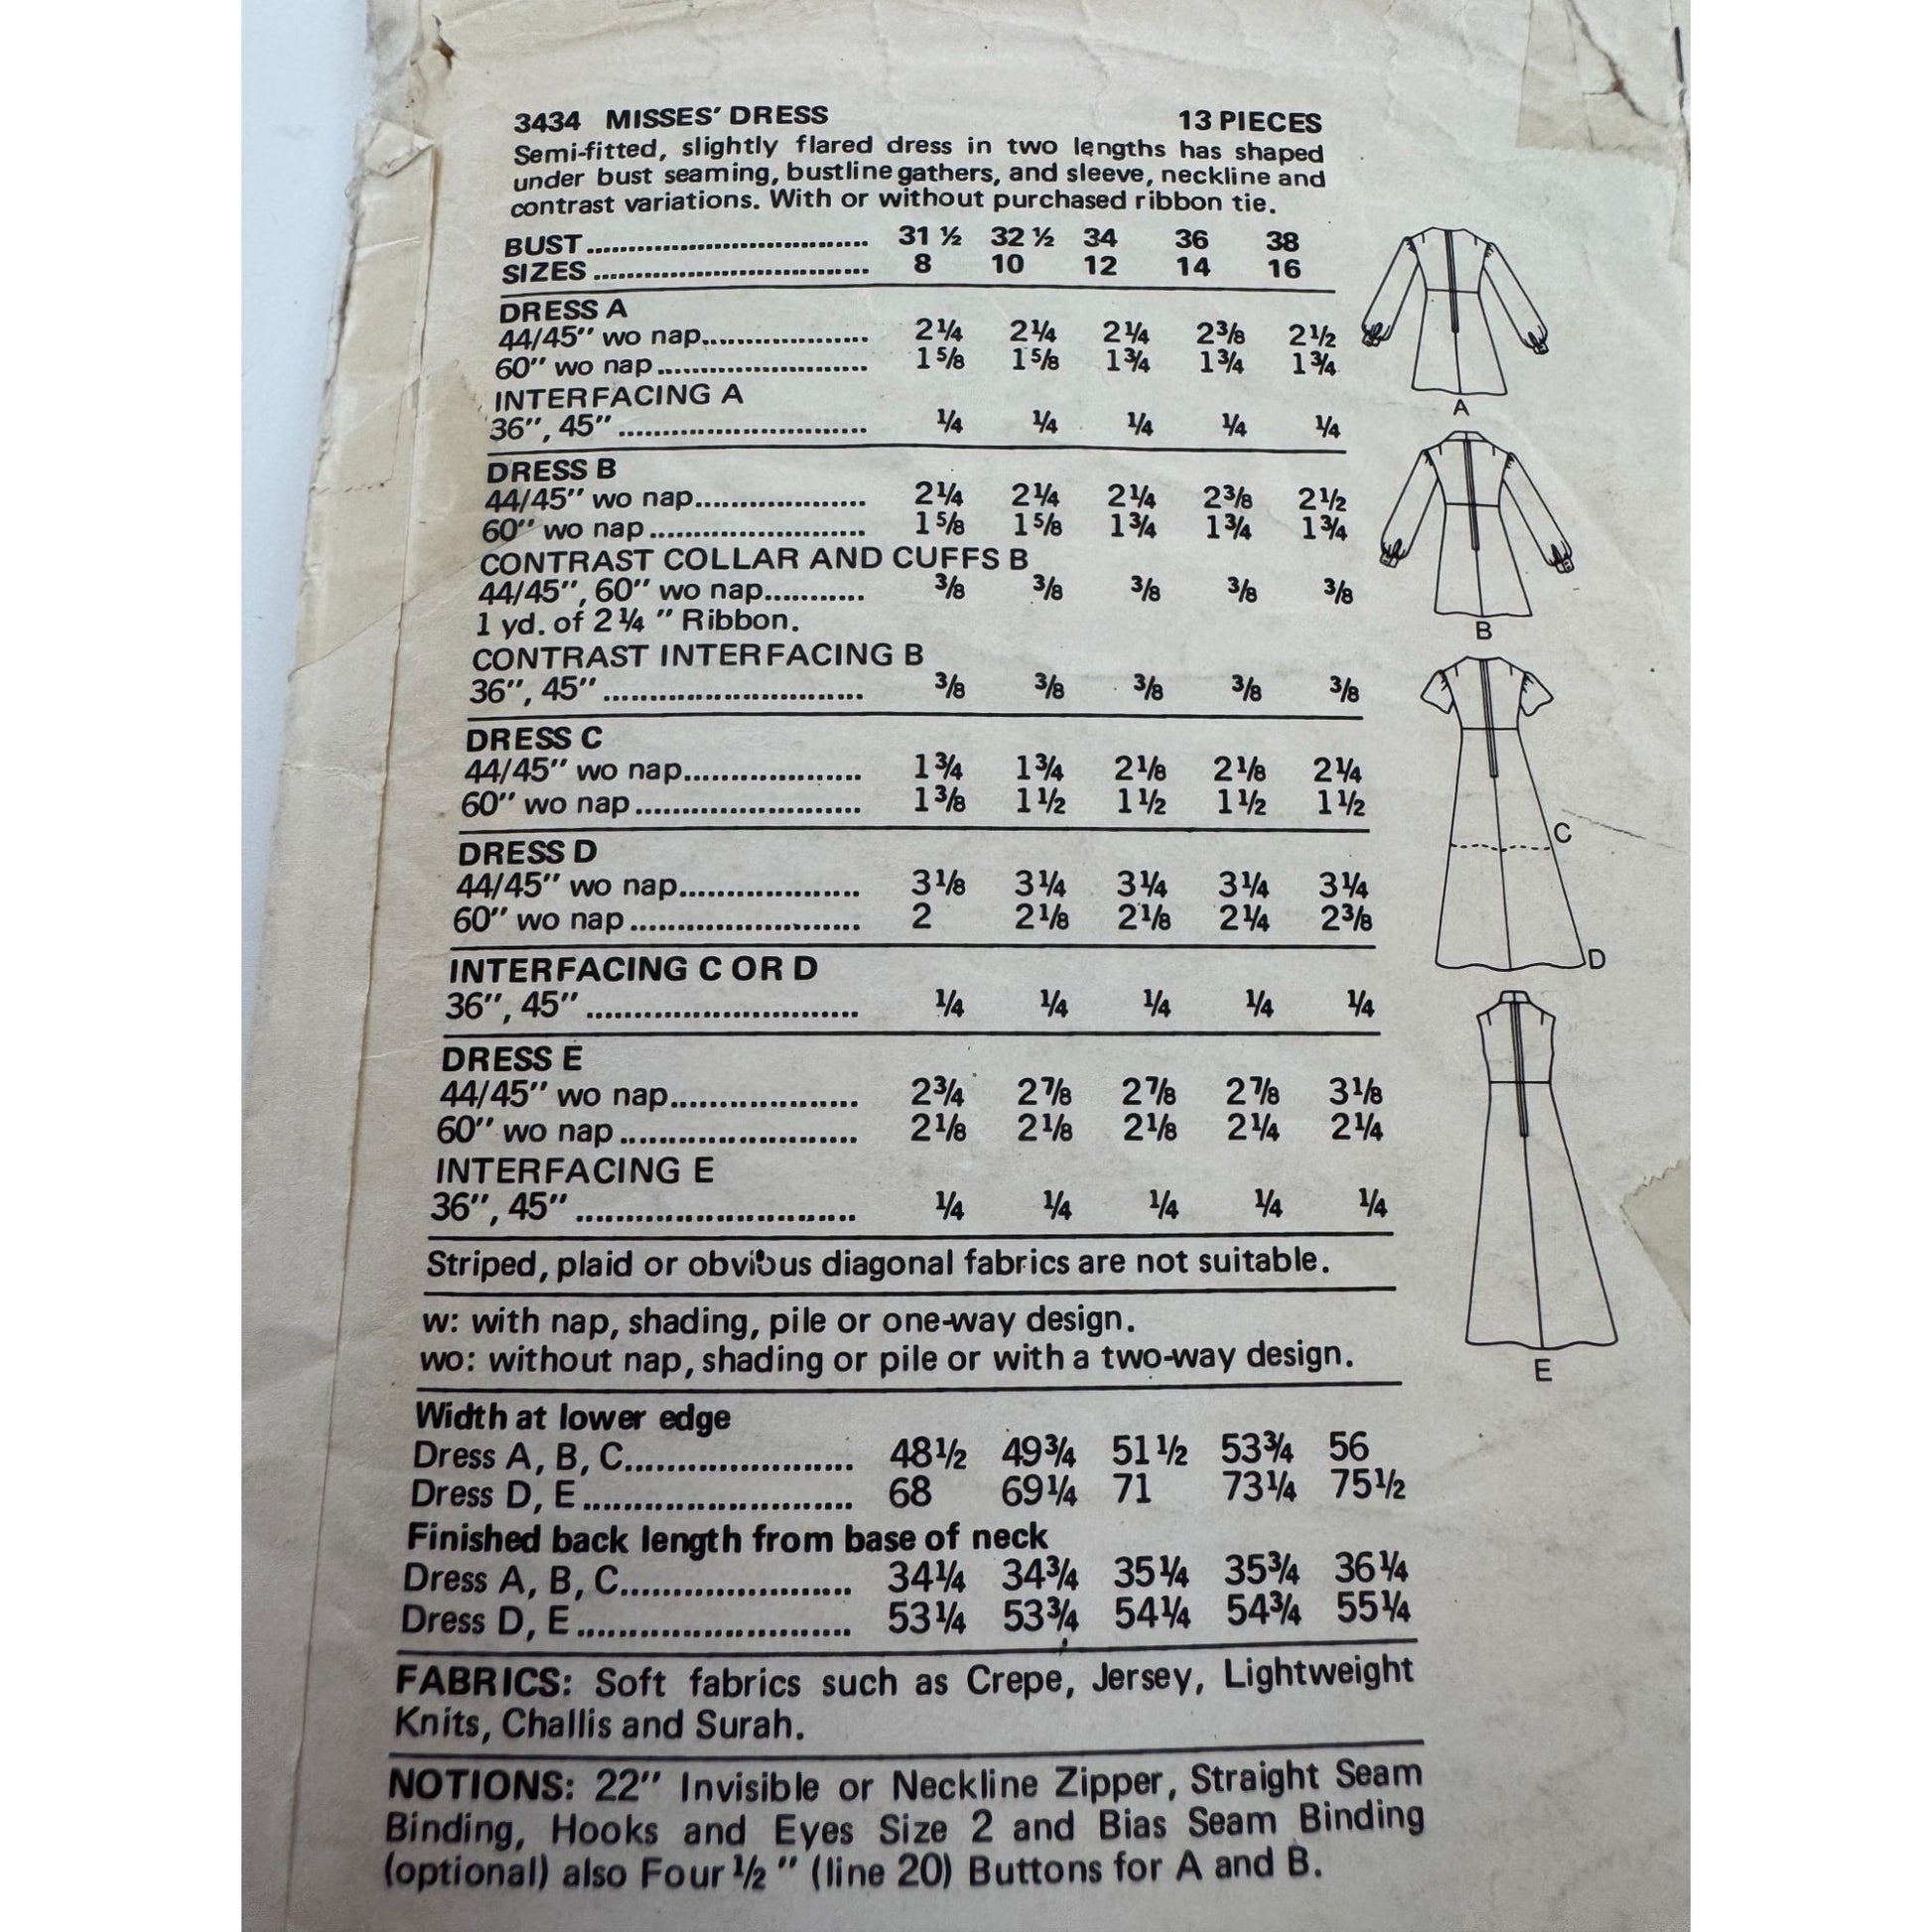 3434 MISSES' DRESS 13 PIECES
Semi-fitted, slightly flared dress in two lengths has shaped
under bust seaming, bustline gathers, and sleeve, neckline and
contrast variations. With or without purchased ribbon tie.
BUST.................................. 31 ½ 32 ½ 34 36 38
SIZES ................................. 8 10 12 14 16
DRESS A
44/45" wo nap.................... 2¼ 2¼ 2¼ 2⅜ 2½
60" wo nap......................... 1⅝ 1⅝ 1¾ 1¾ 1¾
INTERFACING A
36", 45"............................. ¼ ¼ ¼ ¼ ¼
A
DRESS B
44/45" wo nap................... 2¼ 2¼ 2¼ 2⅜ 2½
60" wo nap......................... 1⅝ 1⅝ 1¾ 1¾ 1¾
CONTRAST COLLAR AND CUFFS B
44/45", 60" wo nap........... ⅜ ⅜ ⅜ ⅜ ⅜
1 yd. of 2¼ " Ribbon.
B
CONTRAST INTERFACING B
36", 45"............................. ⅜ ⅜ ⅜ ⅜ ⅜
DRESS C
44/45" wo nap................... 1¾ 1¾ 2⅛ 2⅛ 2¼
60" wo nap........................ 1⅜ 1½ 1½ 1½ 1½
C
DRESS D
44/45" wo nap................... 3⅛ 3¼ 3¼ 3¼ 3¼
60" wo nap ........................ 2 2⅛ 2⅛ 2¼ 2⅜
D
INTERFACING C OR D
36", 45" ............................ ¼ ¼ ¼ ¼ ¼
DRESS E
44/45" wo nap................... 2¾ 2⅞ 2⅞ 2⅞ 3⅛
60" wo nap ........................ 2⅛ 2⅛ 2⅛ 2¼ 2¼
INTERFACING E
36", 45" ............................ ¼ ¼ ¼ ¼ ¼
Striped, plaid or obvious diagonal fabrics are not suitable.
w: with nap, shading, pile or one-way design.
wo: without nap, shading or pile or with a two-way design.
E
Width at lower edge
Dress A, B, C...................... 48½ 49¾ 51½ 53¾ 56
Dress D, E.......................... 68 69¼ 71 73¼ 75½
Finished back length from base of neck
Dress A, B, C...................... 34¼ 34¾ 35¼ 35¾ 36¼
Dress D, E.......................... 53¼ 53¾ 54¼ 54¾ 55¼
FABRICS: Soft fabrics such as Crepe, Jersey, Lightweight
Knits, Challis and Surah.
NOTIONS: 22" Invisible or Neckline Zipper, Straight Seam
Binding, Hooks and Eyes Size 2 and Bias Seam Binding
(optional) also Four ½ " (line 20) Buttons for A and B.